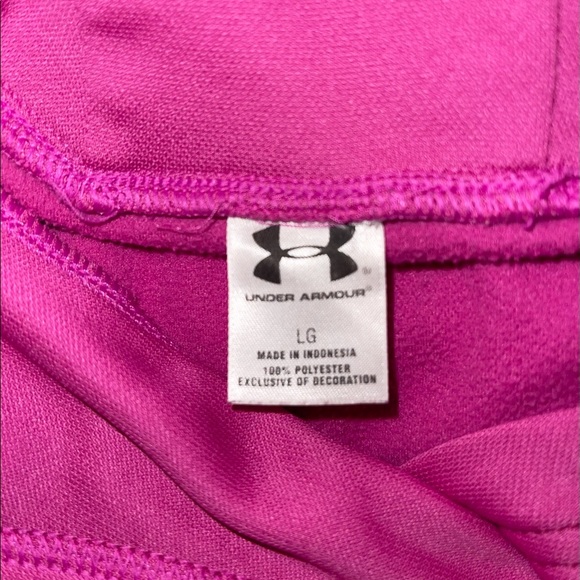 UNDER ARMOUR®
LG
MADE IN INDONESIA
100% POLYESTER
EXCLUSIVE OF DECORATION